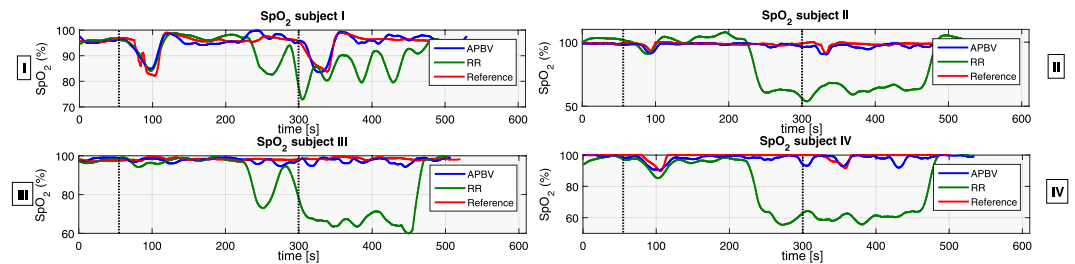 SpO2 subject I
100
90
80
70
SpO2 (%)
0 100 200 300 400 500 600
time [s]
APBV
RR
Reference
I
SpO2 subject II
100
50
SpO2 (%)
0 100 200 300 400 500 600
time [s]
APBV
RR
Reference
II
SpO2 subject III
100
80
60
SpO2 (%)
0 100 200 300 400 500 600
time [s]
APBV
RR
Reference
III
SpO2 subject IV
100
80
60
SpO2 (%)
0 100 200 300 400 500 600
time [s]
APBV
RR
Reference
IV